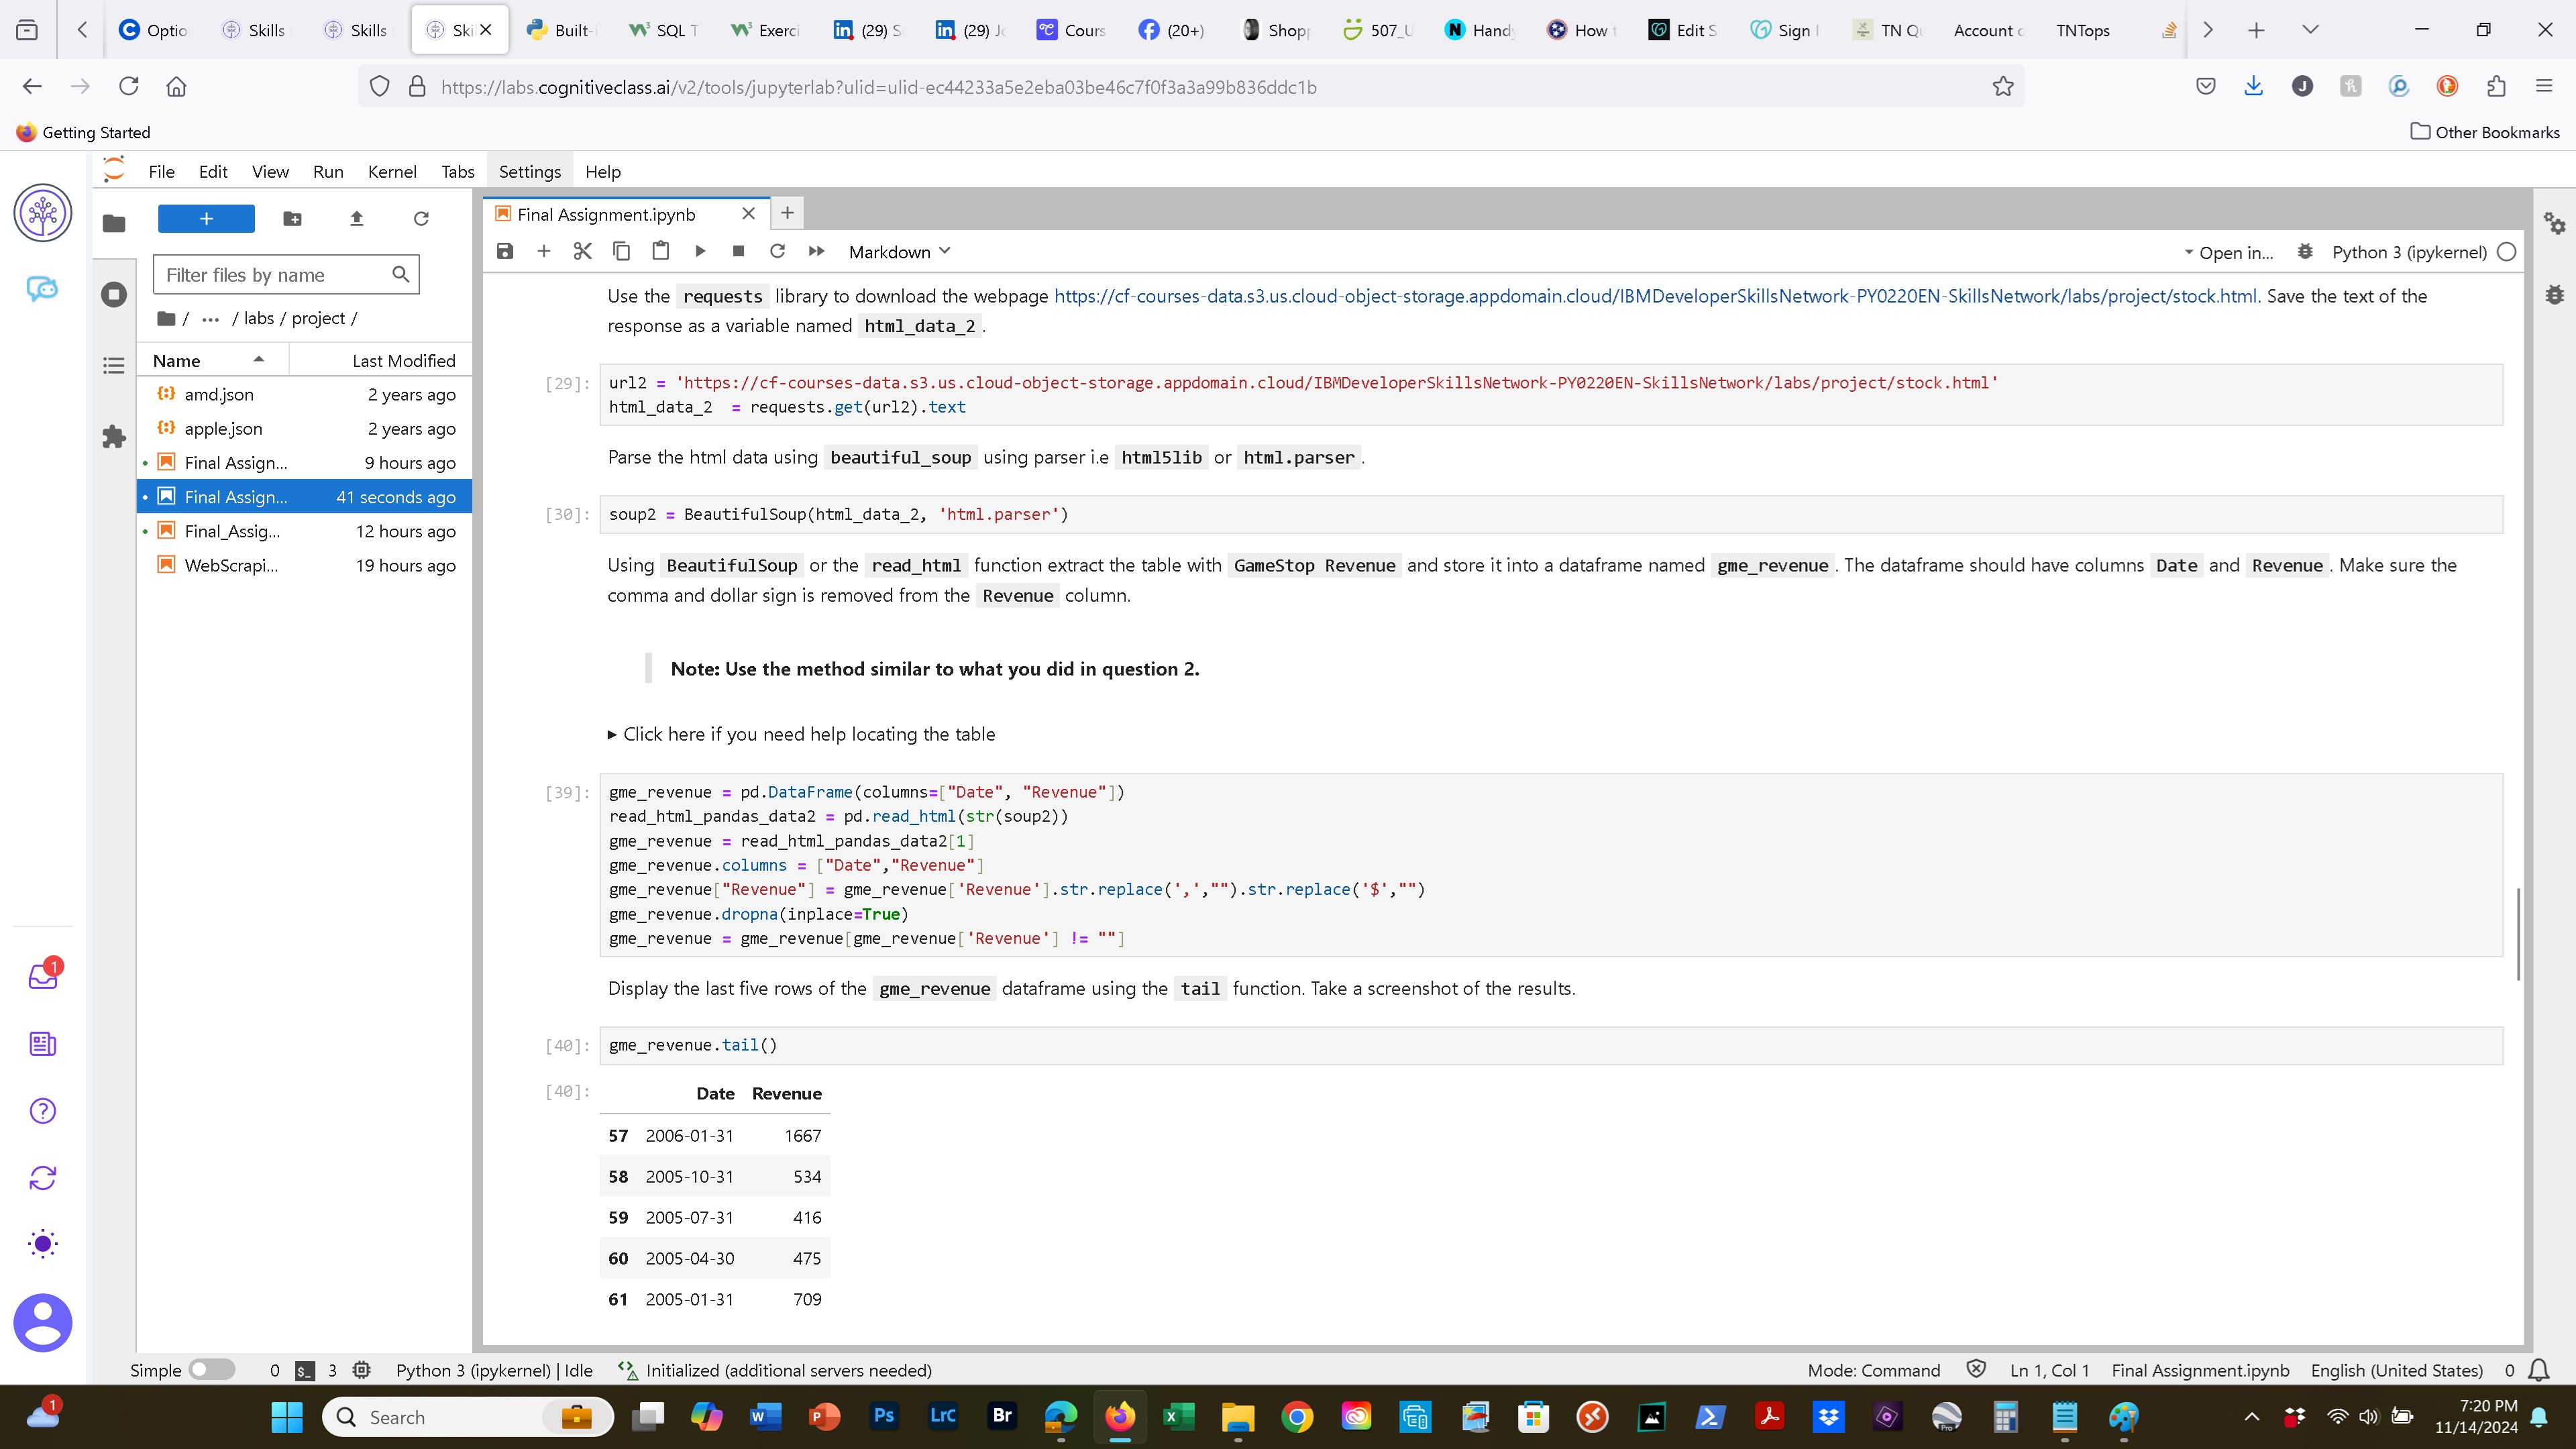 Optio
Skills
Skills
Skil
Built-i
SQL T
Exerci
(29) S
(29) Jo
Cours
(20+)
Shopp
507_U
Handy
How t
Edit S
Sign I
TN Qu
Account o
TNTops
https://labs.cognitiveclass.ai/v2/tools/jupyterlab?ulid=ulid-ec44233a5e2eba03be46c7f0f3a3a99b836ddc1b
Getting Started
Other Bookmarks
File Edit View Run Kernel Tabs Settings Help
Final Assignment.ipynb
Markdown
Open in...
Python 3 (ipykernel)
Filter files by name
/ ... / labs / project /
Name Last Modified
amd.json 2 years ago
apple.json 2 years ago
Final Assign... 9 hours ago
Final Assign... 41 seconds ago
Final_Assig... 12 hours ago
WebScrapi... 19 hours ago
Use the requests library to download the webpage https://cf-courses-data.s3.us.cloud-object-storage.appdomain.cloud/IBMDeveloperSkillsNetwork-PY0220EN-SkillsNetwork/labs/project/stock.html. Save the text of the
response as a variable named html_data_2 .
[29]: url2 = 'https://cf-courses-data.s3.us.cloud-object-storage.appdomain.cloud/IBMDeveloperSkillsNetwork-PY0220EN-SkillsNetwork/labs/project/stock.html'
html_data_2  = requests.get(url2).text
Parse the html data using beautiful_soup using parser i.e html5lib or html.parser .
[30]: soup2 = BeautifulSoup(html_data_2, 'html.parser')
Using BeautifulSoup or the read_html function extract the table with GameStop Revenue and store it into a dataframe named gme_revenue . The dataframe should have columns Date and Revenue . Make sure the
comma and dollar sign is removed from the Revenue column.
Note: Use the method similar to what you did in question 2.
Click here if you need help locating the table
[39]: gme_revenue = pd.DataFrame(columns=["Date", "Revenue"])
read_html_pandas_data2 = pd.read_html(str(soup2))
gme_revenue = read_html_pandas_data2[1]
gme_revenue.columns = ["Date","Revenue"]
gme_revenue["Revenue"] = gme_revenue['Revenue'].str.replace(',',"").str.replace('$',"")
gme_revenue.dropna(inplace=True)
gme_revenue = gme_revenue[gme_revenue['Revenue'] != ""]
Display the last five rows of the gme_revenue dataframe using the tail function. Take a screenshot of the results.
[40]: gme_revenue.tail()
[40]: Date Revenue
57 2006-01-31 1667
58 2005-10-31 534
59 2005-07-31 416
60 2005-04-30 475
61 2005-01-31 709
1
Simple 0 3 Python 3 (ipykernel) | Idle Initialized (additional servers needed)
Mode: Command Ln 1, Col 1 Final Assignment.ipynb English (United States) 0
1
Search
7:20 PM
11/14/2024